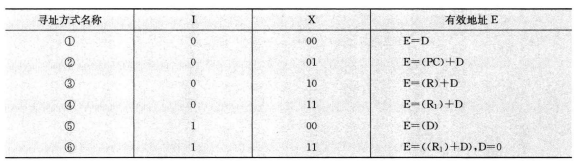 寻址方式名称 I X 有效地址 E
① 0 00 E=D
② 0 01 E=(PC)+D
③ 0 10 E=(R)+D
④ 0 11 E=(R₁)+D
⑤ 1 00 E=(D)
⑥ 1 11 E=((R₁)+D),D=0